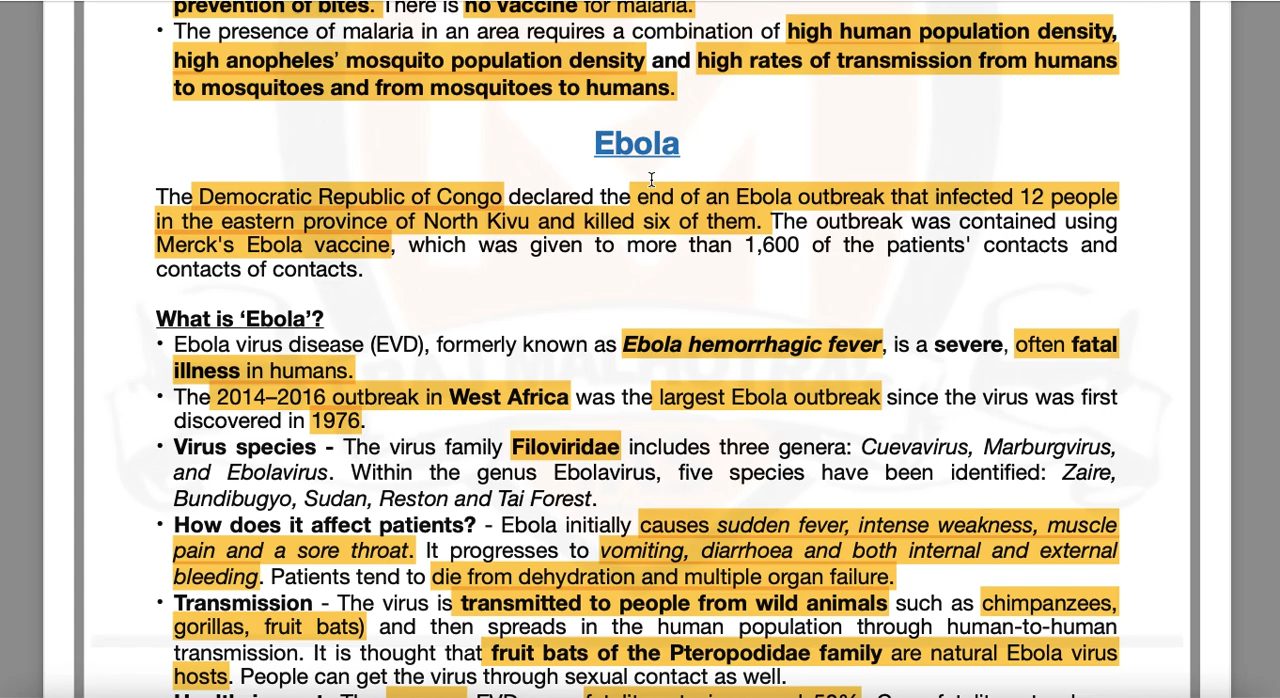 prevention of bites. There is no vaccine for malaria.
• The presence of malaria in an area requires a combination of high human population density,
high anopheles’ mosquito population density and high rates of transmission from humans
to mosquitoes and from mosquitoes to humans.
Ebola
The Democratic Republic of Congo declared the end of an Ebola outbreak that infected 12 people
in the eastern province of North Kivu and killed six of them. The outbreak was contained using
Merck's Ebola vaccine, which was given to more than 1,600 of the patients' contacts and
contacts of contacts.
What is ‘Ebola’?
• Ebola virus disease (EVD), formerly known as Ebola hemorrhagic fever, is a severe, often fatal
illness in humans.
• The 2014–2016 outbreak in West Africa was the largest Ebola outbreak since the virus was first
discovered in 1976.
• Virus species - The virus family Filoviridae includes three genera: Cuevavirus, Marburgvirus,
and Ebolavirus. Within the genus Ebolavirus, five species have been identified: Zaire,
Bundibugyo, Sudan, Reston and Tai Forest.
• How does it affect patients? - Ebola initially causes sudden fever, intense weakness, muscle
pain and a sore throat. It progresses to vomiting, diarrhoea and both internal and external
bleeding. Patients tend to die from dehydration and multiple organ failure.
• Transmission - The virus is transmitted to people from wild animals such as chimpanzees,
gorillas, fruit bats) and then spreads in the human population through human-to-human
transmission. It is thought that fruit bats of the Pteropodidae family are natural Ebola virus
hosts. People can get the virus through sexual contact as well.